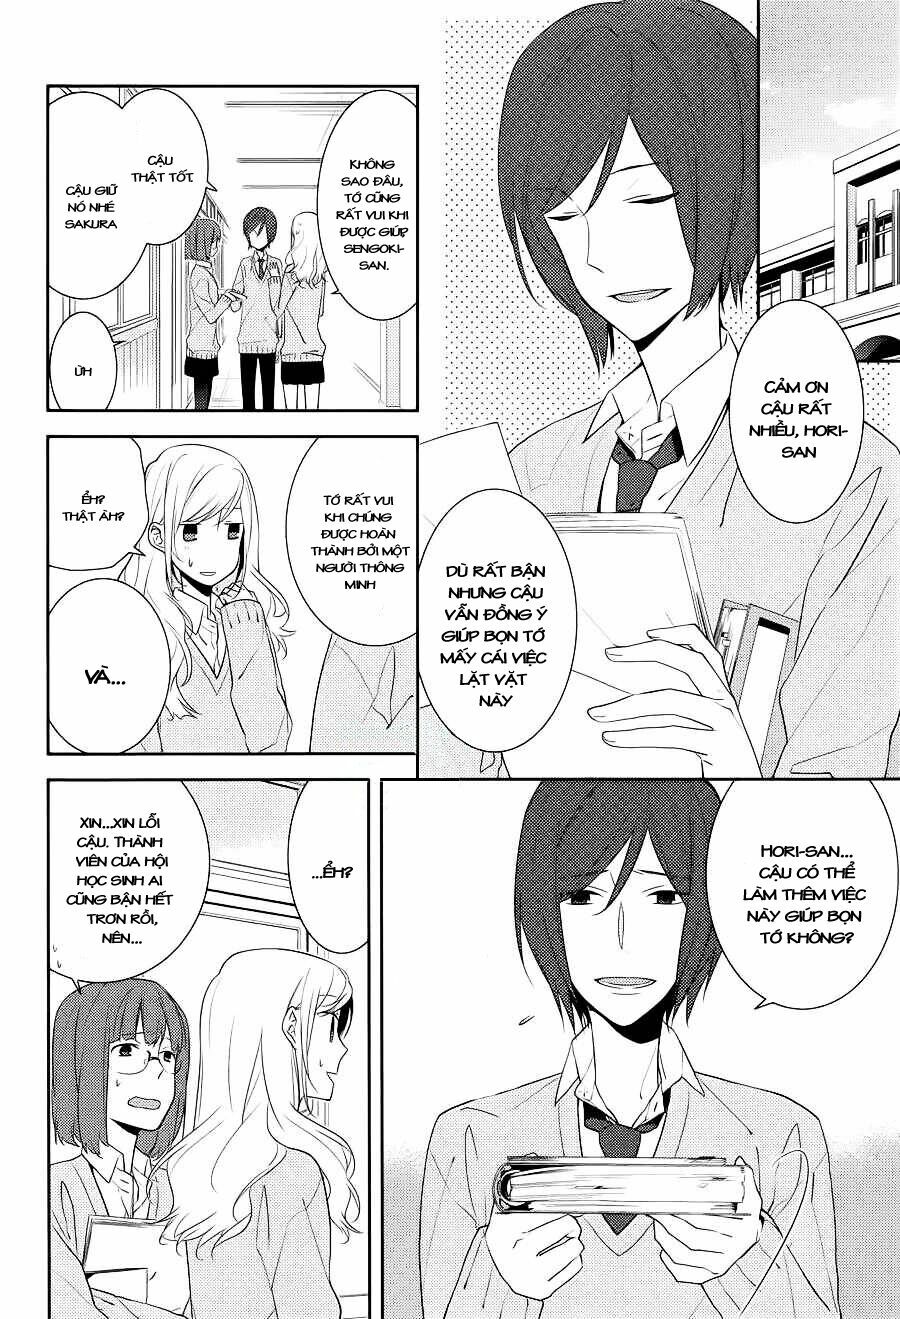 CẢM ƠN
CẬU RẤT
NHIỀU, HORI-
SAN
DÙ RẤT BẬN
NHƯNG CẬU
VẪN ĐỒNG Ý
GIÚP BỌN TỚ
MẤY CÁI VIỆC
LẶT VẶT
NÀY
KHÔNG
SAO ĐÂU,
TỚ CŨNG
RẤT VUI KHI
ĐƯỢC GIÚP
SENGOKI-
SAN.
CẬU
THẬT TỐT.
CẬU GIỮ
NÓ NHÉ
SAKURA
ỪH
TỚ RẤT VUI
KHI CHÚNG
ĐƯỢC HOÀN
THÀNH BỞI MỘT
NGƯỜI THÔNG
MINH
ỂH?
THẬT ÀH?
VÀ...
HORI-SAN...
CẬU CÓ THỂ
LÀM THÊM VIỆC
NÀY GIÚP BỌN
TỚ KHÔNG?
...ỂH?
XIN...XIN LỖI
CẬU. THÀNH
VIÊN CỦA HỘI
HỌC SINH AI
CŨNG BẬN HẾT
TRƠN RỒI,
NÊN...